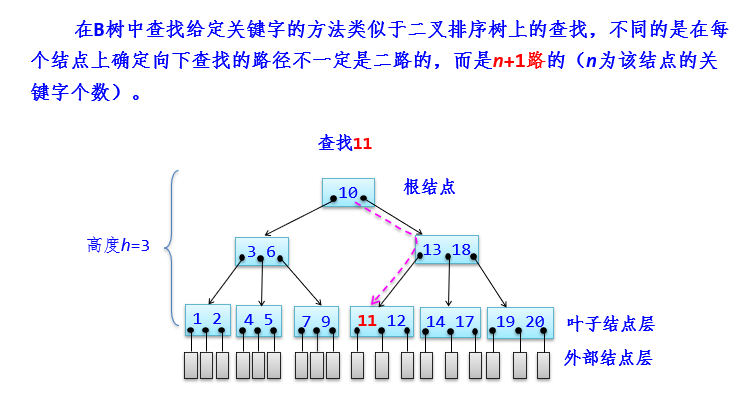 在B树中查找给定关键字的方法类似于二叉排序树上的查找，不同的是在每
个结点上确定向下查找的路径不一定是二路的，而是n+1路的（n为该结点的关
键字个数）。
查找11
10
根结点
高度h=3
3 6
13 18
1 2
4 5
7 9
11 12
14 17
19 20
叶子结点层
外部结点层